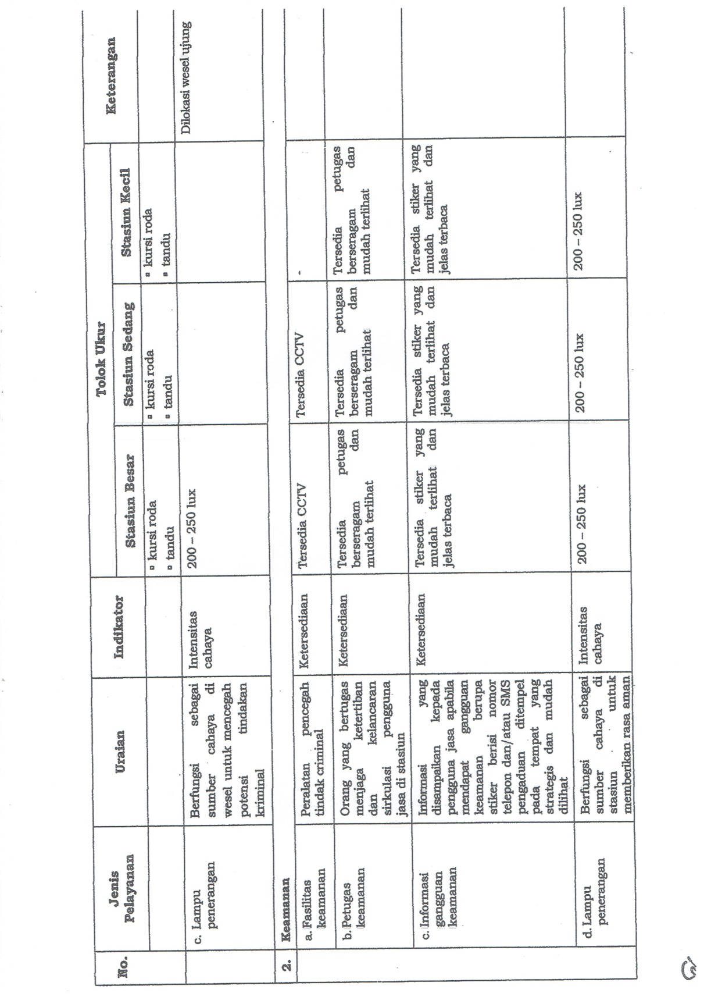 No.
Jenis
Pelayanan
Uraian
Indikator
Tolok Ukur
Keterangan
Stasiun Besar
Stasiun Sedang
Stasiun Kecil
▫ kursi roda
▫ tandu
▫ kursi roda
▫ tandu
▫ kursi roda
▫ tandu
c. Lampu
penerangan
Berfungsi sebagai
sumber cahaya di
wesel untuk mencegah
potensi tindakan
kriminal
Intensitas
cahaya
200 – 250 lux
Dilokasi wesel ujung
2.
Keamanan
a. Fasilitas
keamanan
Peralatan pencegah
tindak criminal
Ketersediaan
Tersedia CCTV
Tersedia CCTV
-
b. Petugas
keamanan
Orang yang bertugas
menjaga ketertiban
dan kelancaran
sirkulasi pengguna
jasa di stasiun
Ketersediaan
Tersedia petugas
berseragam dan
mudah terlihat
Tersedia petugas
berseragam dan
mudah terlihat
Tersedia petugas
berseragam dan
mudah terlihat
c. Informasi
gangguan
keamanan
Informasi yang
disampaikan kepada
pengguna jasa apabila
mendapat gangguan
keamanan berupa
stiker berisi nomor
telepon dan/atau SMS
pengaduan ditempel
pada tempat yang
strategis dan mudah
dilihat
Ketersediaan
Tersedia stiker yang
mudah terlihat dan
jelas terbaca
Tersedia stiker yang
mudah terlihat dan
jelas terbaca
Tersedia stiker yang
mudah terlihat dan
jelas terbaca
d. Lampu
penerangan
Berfungsi sebagai
sumber cahaya di
stasiun untuk
memberikan rasa aman
Intensitas
cahaya
200 – 250 lux
200 – 250 lux
200 – 250 lux